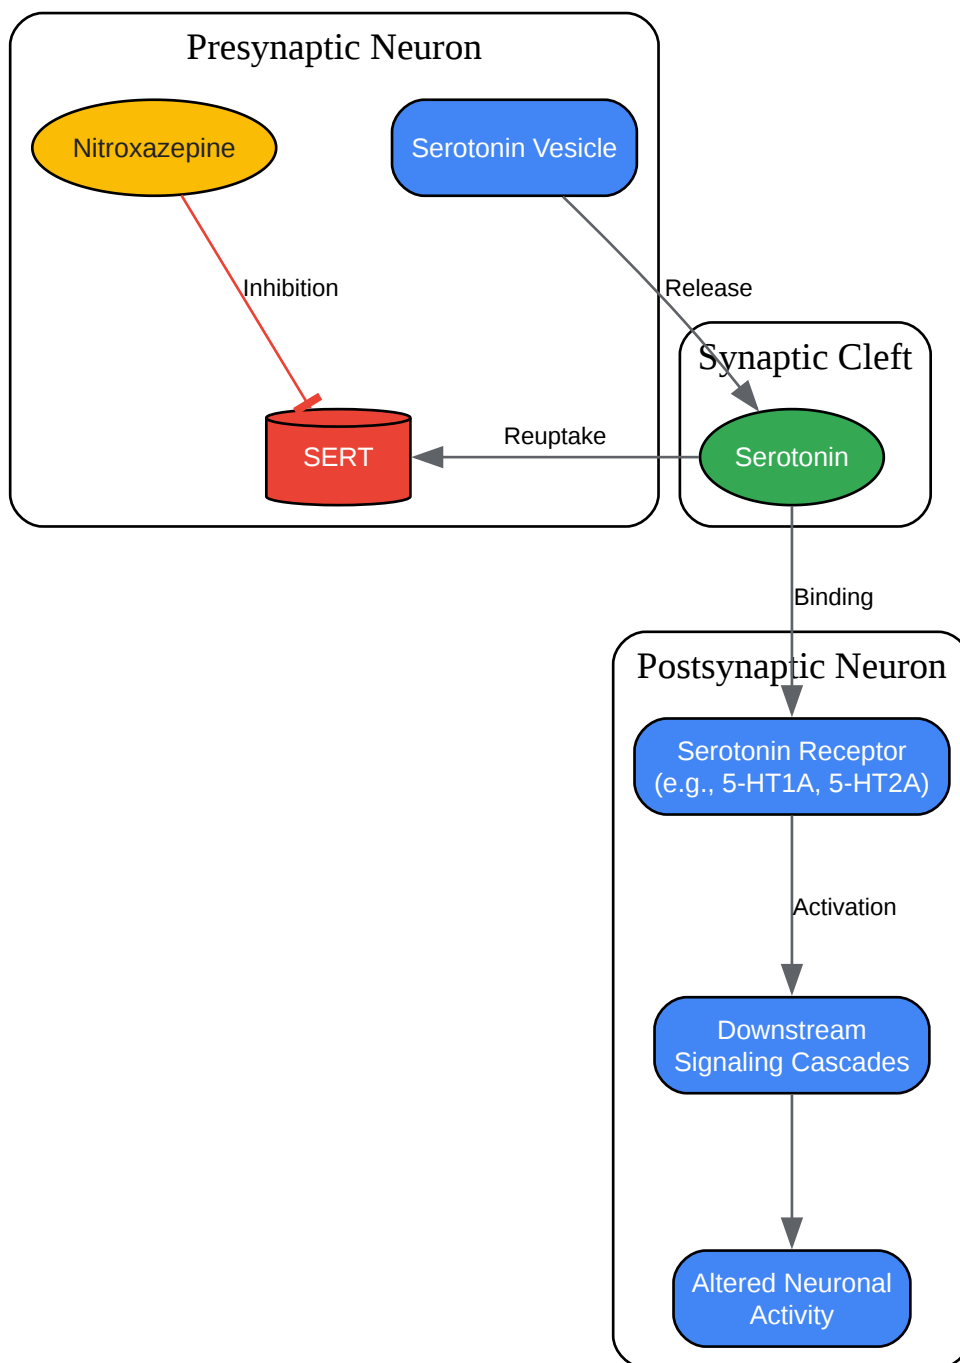 Presynaptic Neuron
Nitroxazepine
Serotonin Vesicle
Inhibition
Release
Synaptic Cleft
SERT
Reuptake
Serotonin
Binding
Postsynaptic Neuron
Serotonin Receptor
(e.g., 5-HT1A, 5-HT2A)
Activation
Downstream
Signaling Cascades
Altered Neuronal
Activity